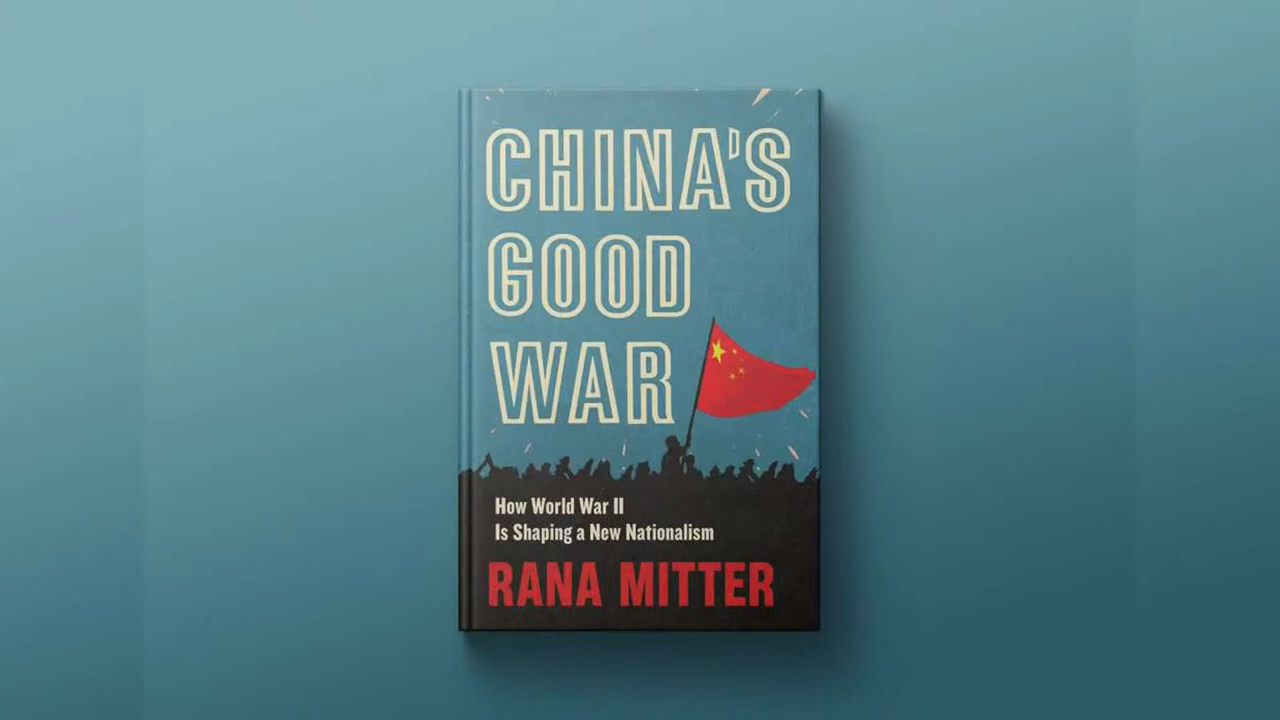 CHINA'S
GOOD
WAR
How World War II
Is Shaping a New Nationalism
RANA MITTER